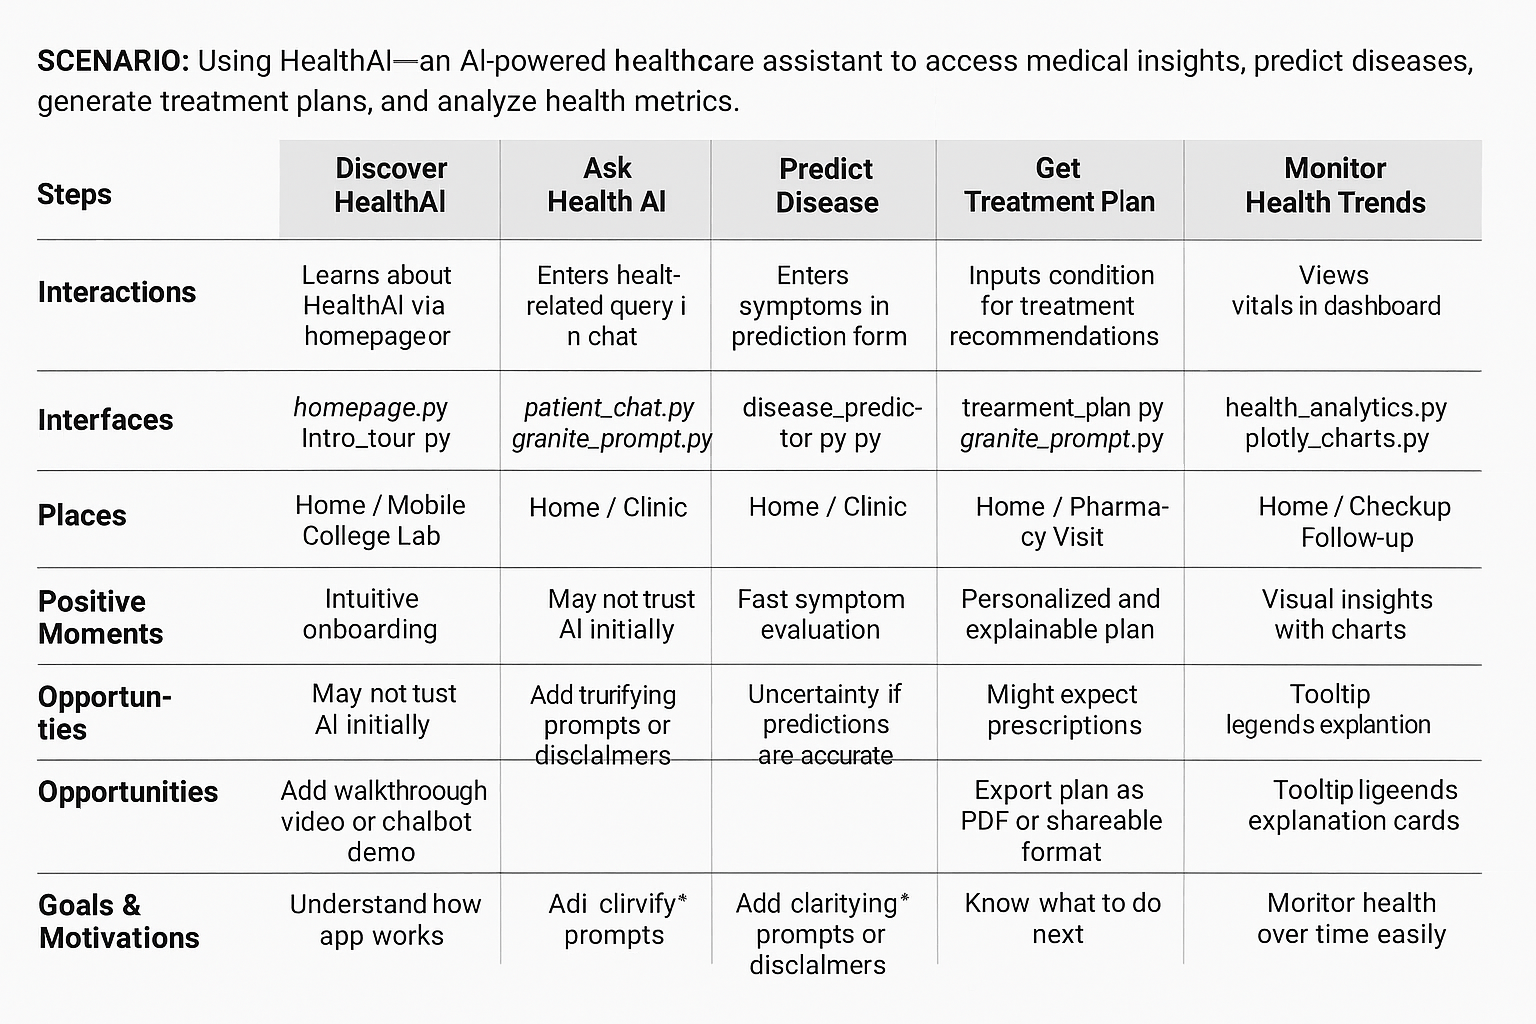 SCENARIO: Using HealthAI—an AI-powered healthcare assistant to access medical insights, predict diseases,
generate treatment plans, and analyze health metrics.
Steps
Discover
HealthAI
Ask
Health AI
Predict
Disease
Get
Treatment Plan
Monitor
Health Trends
Interactions
Learns about
HealthAI via
homepageor
Enters healt-
related query i
n chat
Enters
symptoms in
prediction form
Inputs condition
for treatment
recommendations
Views
vitals in dashboard
Interfaces
homepage.py
Intro_tour py
patient_chat.py
granite_prompt.py
disease_predic-
tor py py
trearment_plan py
granite_prompt.py
health_analytics.py
plotly_charts.py
Places
Home / Mobile
College Lab
Home / Clinic
Home / Clinic
Home / Pharma-
cy Visit
Home / Checkup
Follow-up
Positive
Moments
Intuitive
onboarding
May not trust
AI initially
Fast symptom
evaluation
Personalized and
explainable plan
Visual insights
with charts
Opportun-
ties
May not tust
AI initially
Add trurifying
prompts or
disclalmers
Uncertainty if
predictions
are accurate
Might expect
prescriptions
Tooltip
legends explantion
Opportunities
Add walkthroough
video or chalbot
demo
Export plan as
PDF or shareable
format
Tooltip ligeends
explanation cards
Goals &
Motivations
Understand how
app works
Adi clirvify*
prompts
Add claritying*
prompts or
disclalmers
Know what to do
next
Moritor health
over time easily